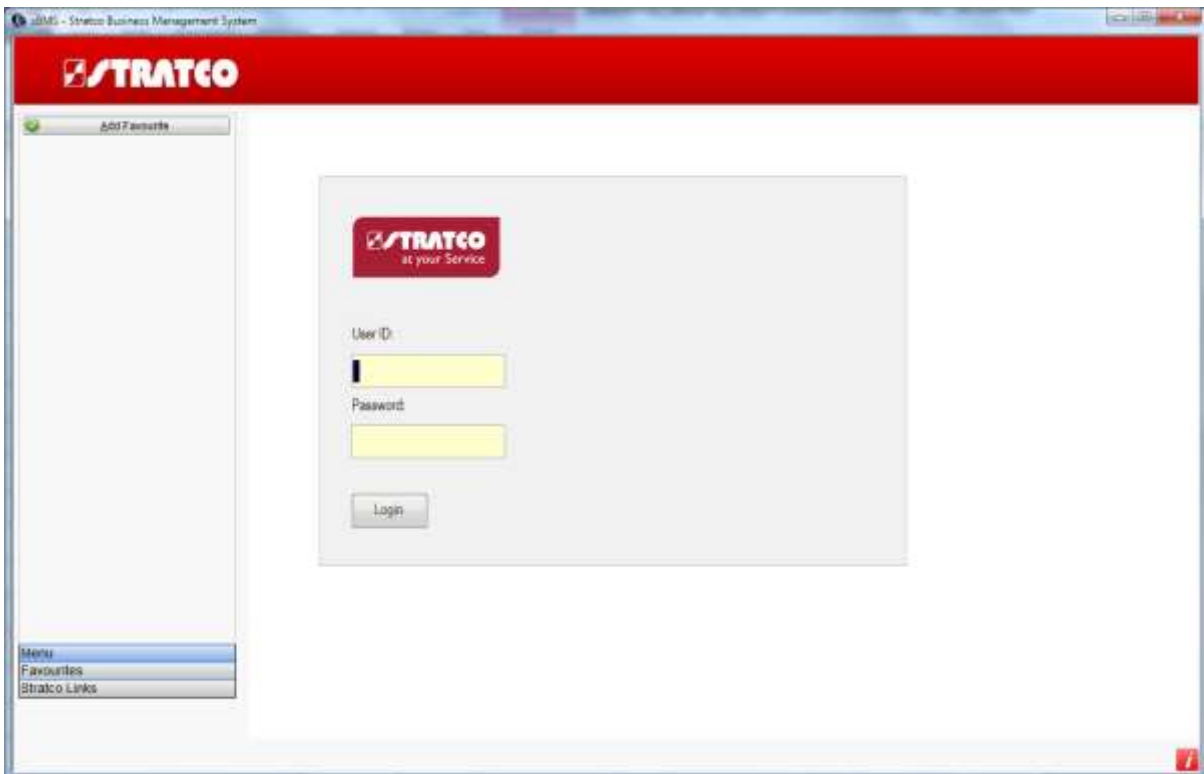 sBMS - Stratco Business Management System
STRATCO
Add Favourite
STRATCO
at your Service
User ID:
Password:
Login
Menu
Favourites
Stratco Links